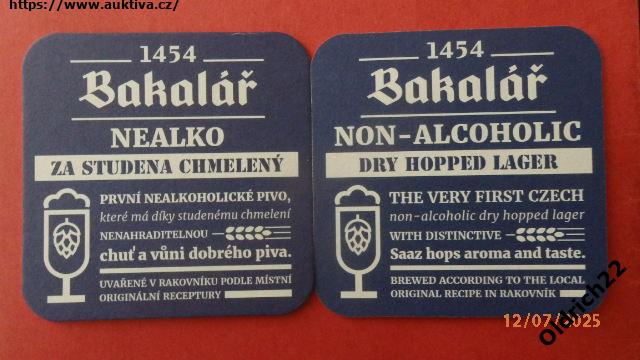 https://www.auktiva.cz/
1454
Bakalář
NEALKO
ZA STUDENA CHMELENÝ
PRVNÍ NEALKOHOLICKÉ PIVO,
které má díky studenému chmelení
NENAHRADITELNOU
chuť a vůni dobrého piva.
UVAŘENÉ V RAKOVNÍKU PODLE MÍSTNÍ
ORIGINÁLNÍ RECEPTURY
1454
Bakalář
NON-ALCOHOLIC
DRY HOPPED LAGER
THE VERY FIRST CZECH
non-alcoholic dry hopped lager
WITH DISTINCTIVE
Saaz hops aroma and taste.
BREWED ACCORDING TO THE LOCAL
ORIGINAL RECIPE IN RAKOVNÍK
12/07/2025
Oldrich22